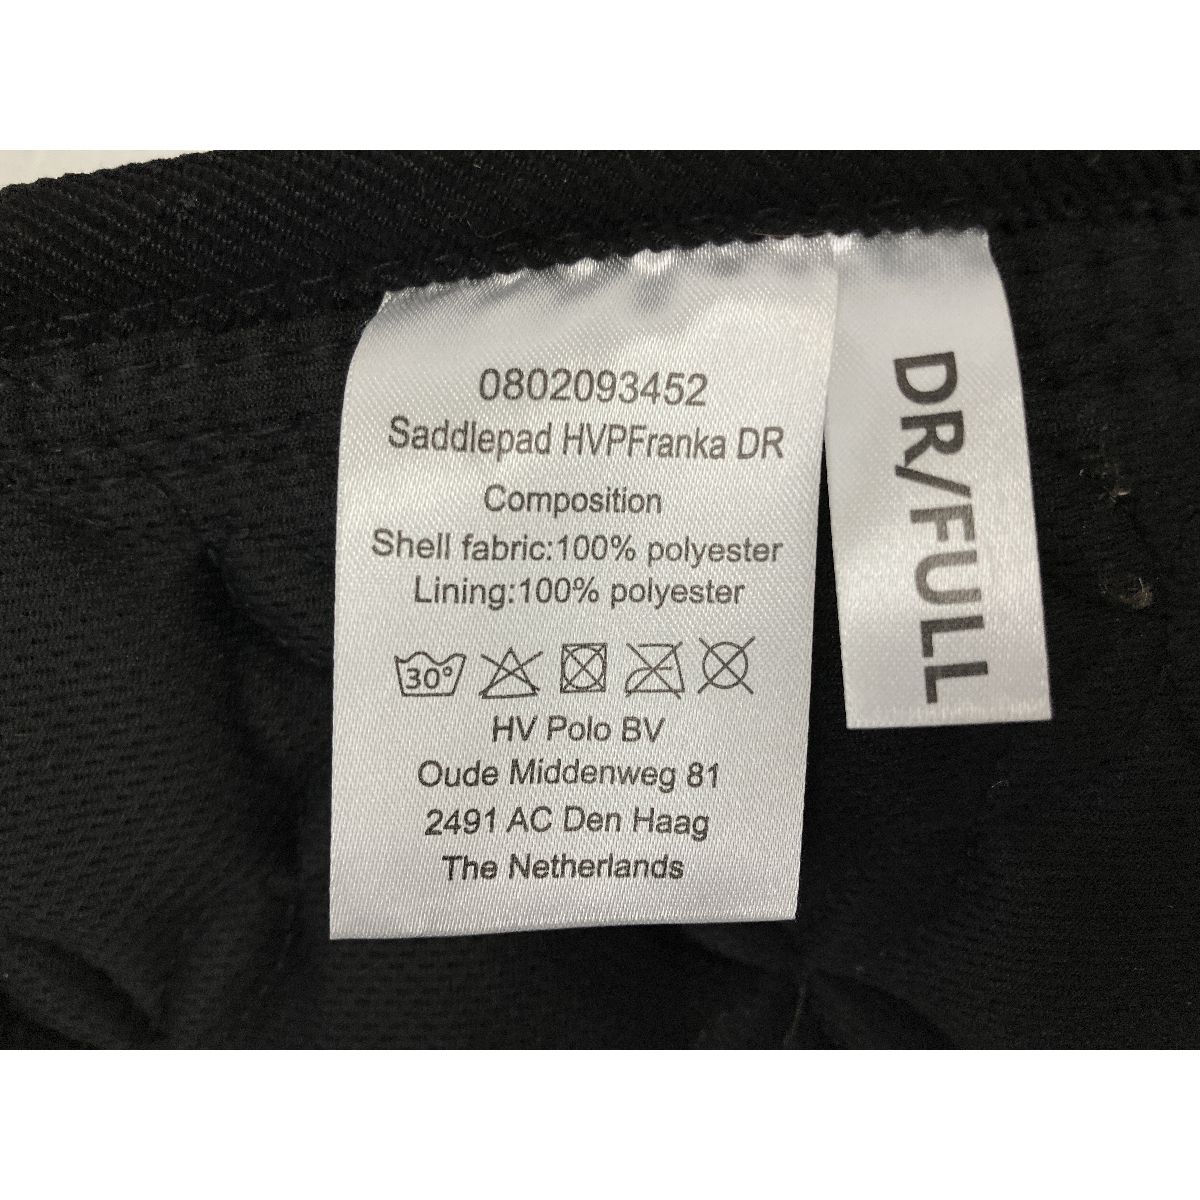 0802093452
Saddlepad HVPFranka DR
Composition
Shell fabric:100% polyester
Lining:100% polyester
30°
HV Polo BV
Oude Middenweg 81
2491 AC Den Haag
The Netherlands
DR/FULL